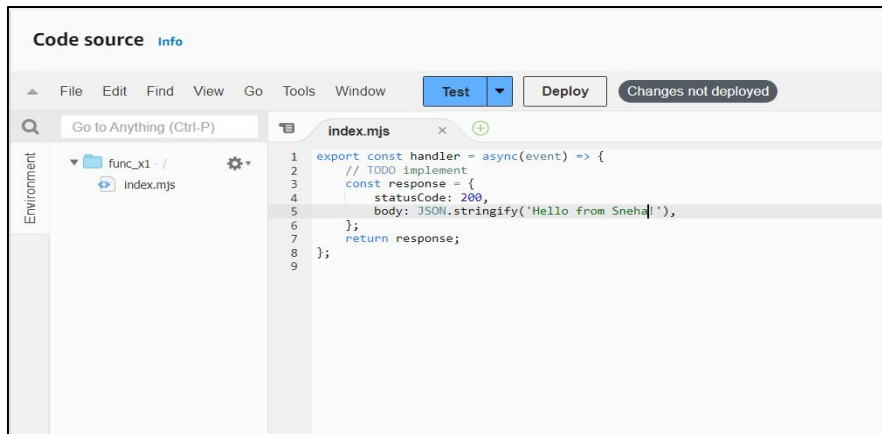 Code source Info
File Edit Find View Go Tools Window Test Deploy Changes not deployed
Go to Anything (Ctrl-P)
index.mjs
Environment
func_x1 - /
index.mjs
1 export const handler = async(event) => {
2     // TODO implement
3     const response = {
4         statusCode: 200,
5         body: JSON.stringify('Hello from Sneha!'),
6     };
7     return response;
8 };
9